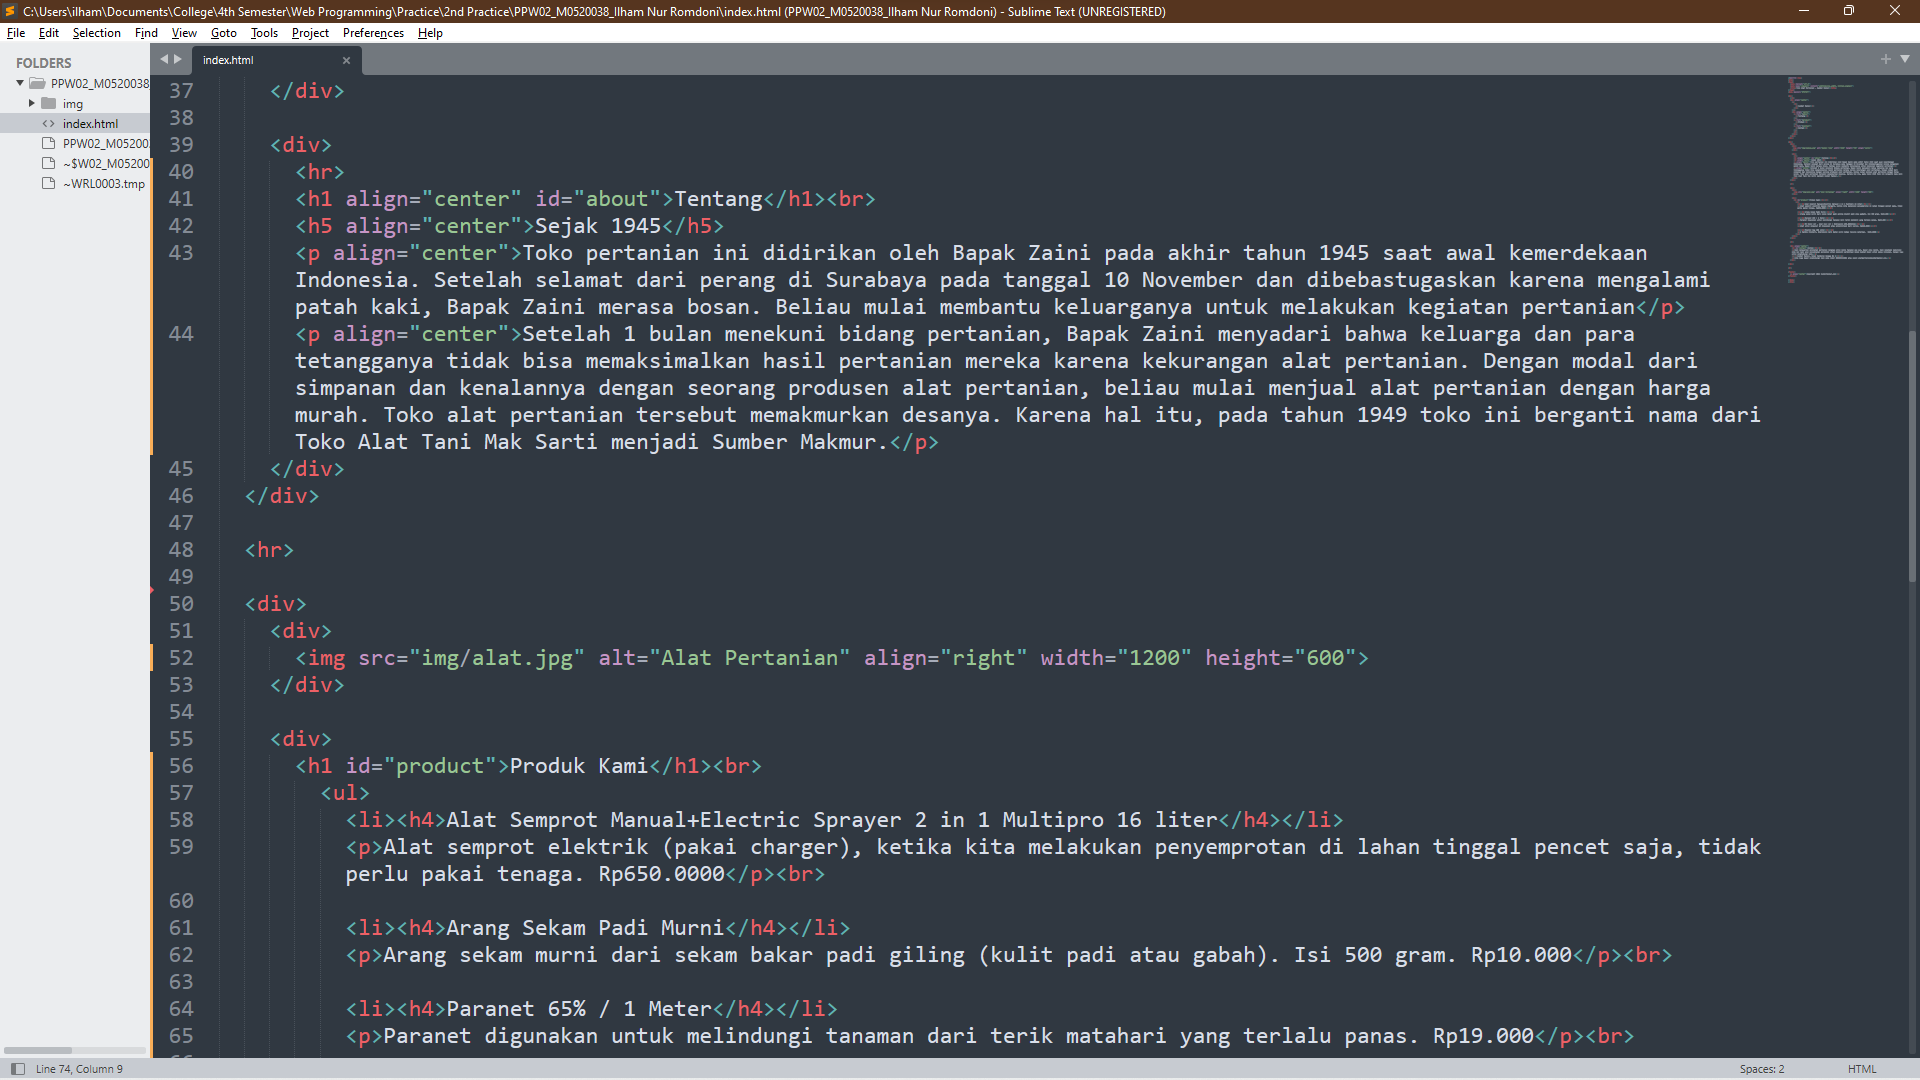 C:\Users\ilham\Documents\College\4th Semester\Web Programming\Practice\2nd Practice\PPW02_M0520038_Ilham Nur Romdoni\index.html (PPW02_M0520038_Ilham Nur Romdoni) - Sublime Text (UNREGISTERED)
File Edit Selection Find View Goto Tools Project Preferences Help
FOLDERS
PPW02_M0520038
img
index.html
PPW02_M05200
~$W02_M05200
~WRL0003.tmp
index.html
37 </div>
38
39 <div>
40 <hr>
41 <h1 align="center" id="about">Tentang</h1><br>
42 <h5 align="center">Sejak 1945</h5>
43 <p align="center">Toko pertanian ini didirikan oleh Bapak Zaini pada akhir tahun 1945 saat awal kemerdekaan
Indonesia. Setelah selamat dari perang di Surabaya pada tanggal 10 November dan dibebastugaskan karena mengalami
patah kaki, Bapak Zaini merasa bosan. Beliau mulai membantu keluarganya untuk melakukan kegiatan pertanian</p>
44 <p align="center">Setelah 1 bulan menekuni bidang pertanian, Bapak Zaini menyadari bahwa keluarga dan para
tetangganya tidak bisa memaksimalkan hasil pertanian mereka karena kekurangan alat pertanian. Dengan modal dari
simpanan dan kenalannya dengan seorang produsen alat pertanian, beliau mulai menjual alat pertanian dengan harga
murah. Toko alat pertanian tersebut memakmurkan desanya. Karena hal itu, pada tahun 1949 toko ini berganti nama dari
Toko Alat Tani Mak Sarti menjadi Sumber Makmur.</p>
45 </div>
46 </div>
47
48 <hr>
49
50 <div>
51 <div>
52 <img src="img/alat.jpg" alt="Alat Pertanian" align="right" width="1200" height="600">
53 </div>
54
55 <div>
56 <h1 id="product">Produk Kami</h1><br>
57 <ul>
58 <li><h4>Alat Semprot Manual+Electric Sprayer 2 in 1 Multipro 16 liter</h4></li>
59 <p>Alat semprot elektrik (pakai charger), ketika kita melakukan penyemprotan di lahan tinggal pencet saja, tidak
perlu pakai tenaga. Rp650.0000</p><br>
60
61 <li><h4>Arang Sekam Padi Murni</h4></li>
62 <p>Arang sekam murni dari sekam bakar padi giling (kulit padi atau gabah). Isi 500 gram. Rp10.000</p><br>
63
64 <li><h4>Paranet 65% / 1 Meter</h4></li>
65 <p>Paranet digunakan untuk melindungi tanaman dari terik matahari yang terlalu panas. Rp19.000</p><br>
Line 74, Column 9
Spaces: 2
HTML